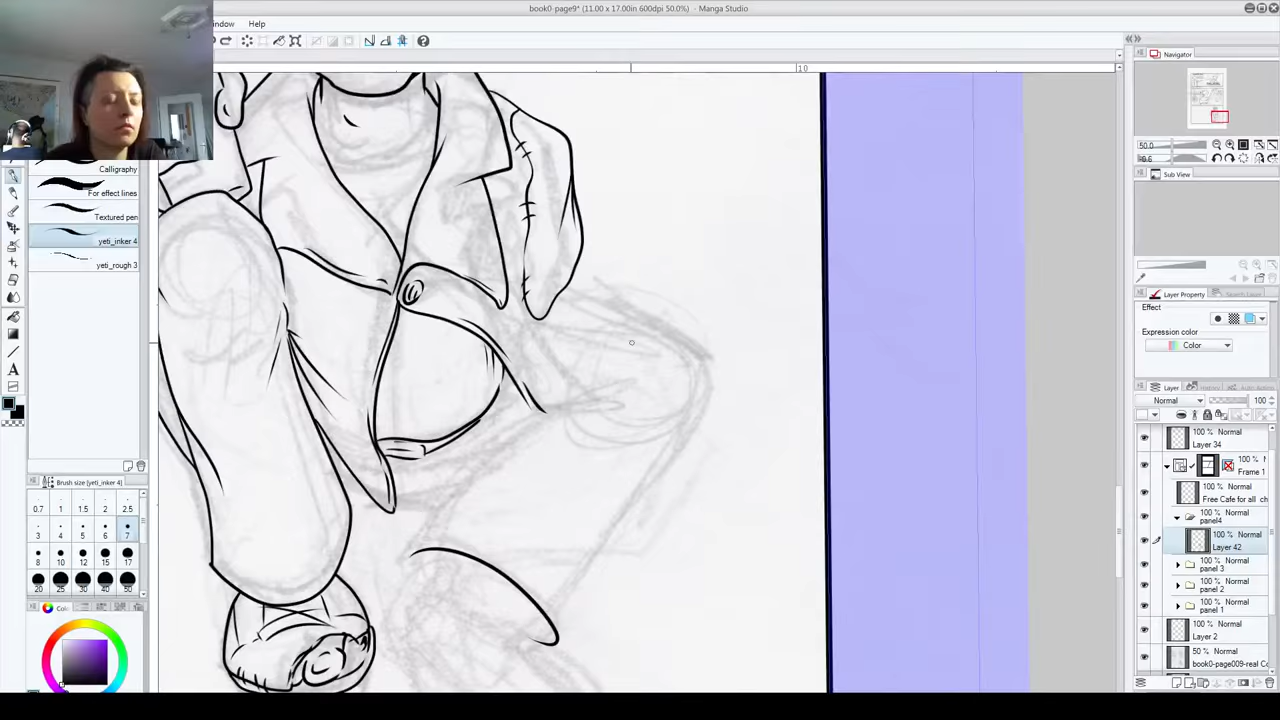 book0-page9* (11.00 x 17.00in 600dpi 50.0%) - Manga Studio
indow Help
10
Calligraphy
For effect lines
Textured pen
yeti_inker 4
yeti_rough 3
Brush size [yeti_inker 4]
0.7 1 1.5 2 2.5
3 4 5 6 7
8 10 12 15 17
20 25 30 40 50
Navigator
50.0
Sub View
Layer Property
Search Layer
Effect
Expression color
Color
Layer
Normal 100
100 % Normal
Layer 34
100 % N
Frame 1
100 % Normal
Free Cafe for all ch
100 % Normal
panel4
100 % Normal
Layer 42
100 % Normal
panel 3
100 % Normal
panel 2
100 % Normal
panel 1
100 % Normal
Layer 2
50 % Normal
book0-page009-real Co